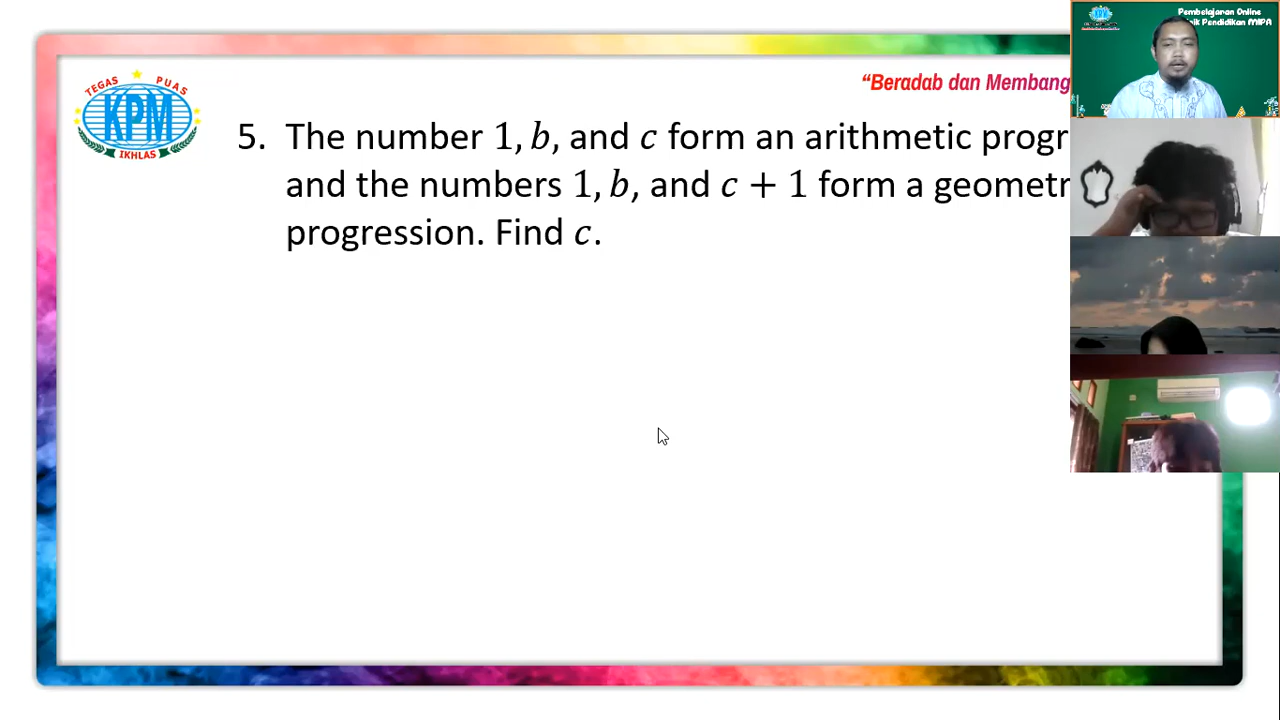 TEGAS PUAS
KPM
IKHLAS
“Beradab dan Membang
Pembelajaran Online
Pendidikan MIPA
5. The number 1, b, and c form an arithmetic progr
and the numbers 1, b, and c + 1 form a geometr
progression. Find c.